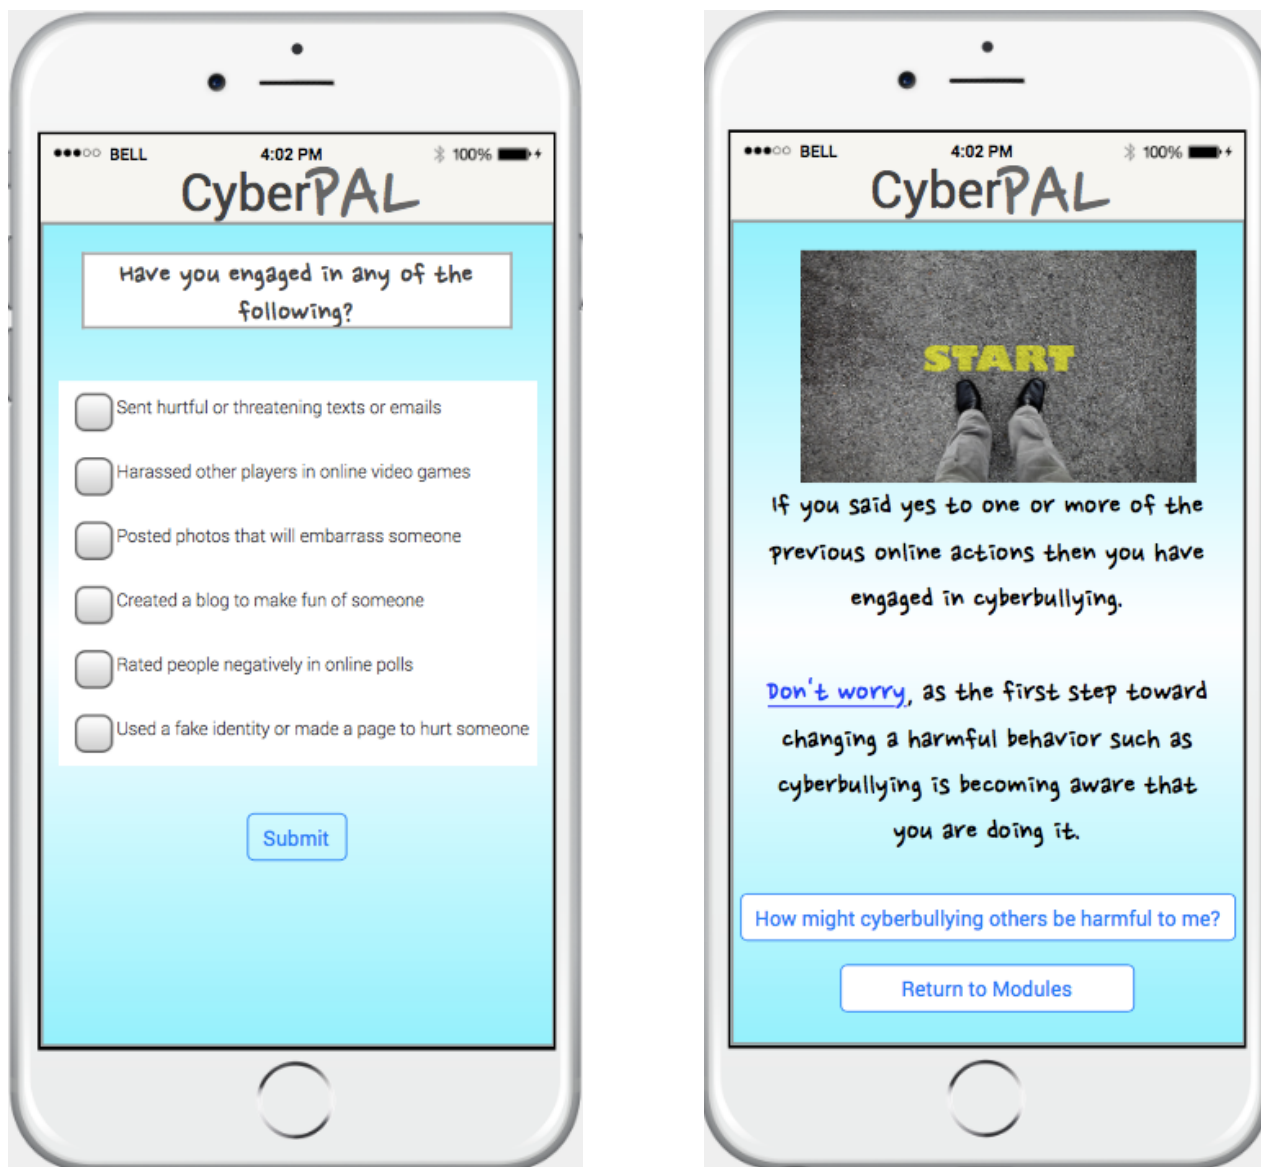 BELL 4:02 PM 100%
CyberPAL
Have you engaged in any of the
following?
Sent hurtful or threatening texts or emails
Harassed other players in online video games
Posted photos that will embarrass someone
Created a blog to make fun of someone
Rated people negatively in online polls
Used a fake identity or made a page to hurt someone
Submit
BELL 4:02 PM 100%
CyberPAL
START
If you said yes to one or more of the
previous online actions then you have
engaged in cyberbullying.
Don't worry, as the first step toward
changing a harmful behavior such as
cyberbullying is becoming aware that
you are doing it.
How might cyberbullying others be harmful to me?
Return to Modules